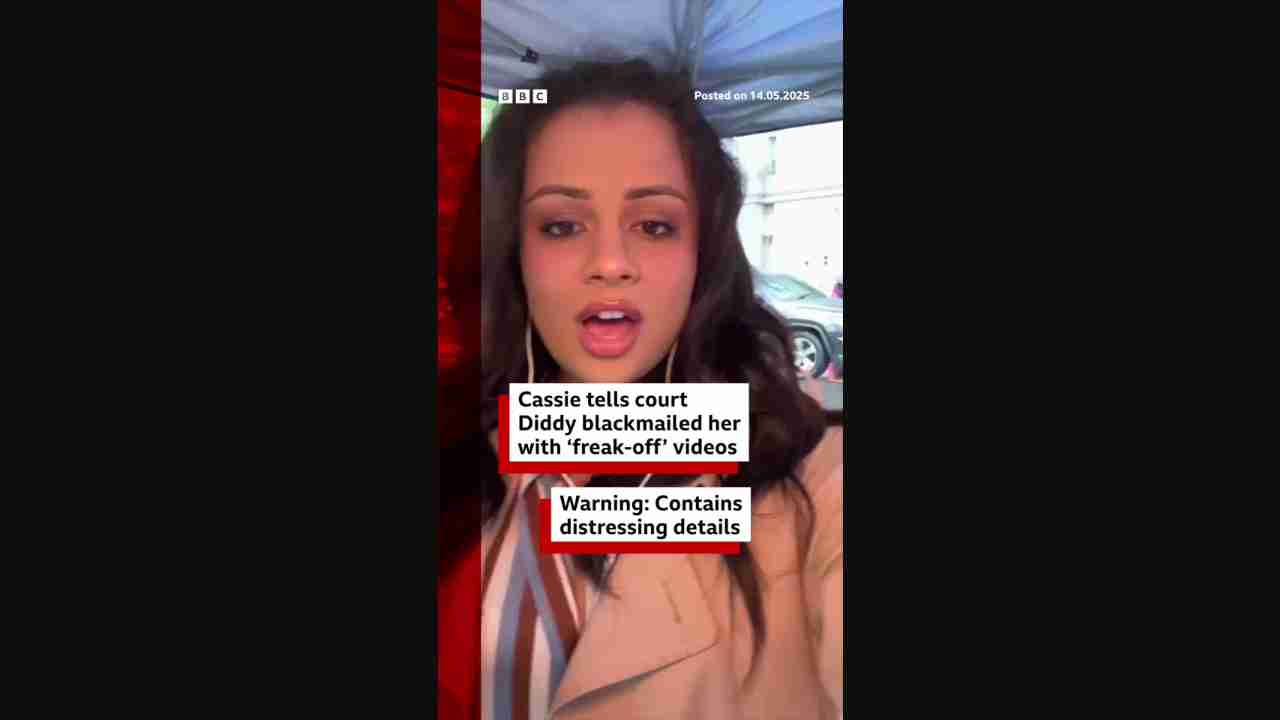 BBC
Posted on 14.05.2025
Cassie tells court
Diddy blackmailed her
with ‘freak-off’ videos
Warning: Contains
distressing details